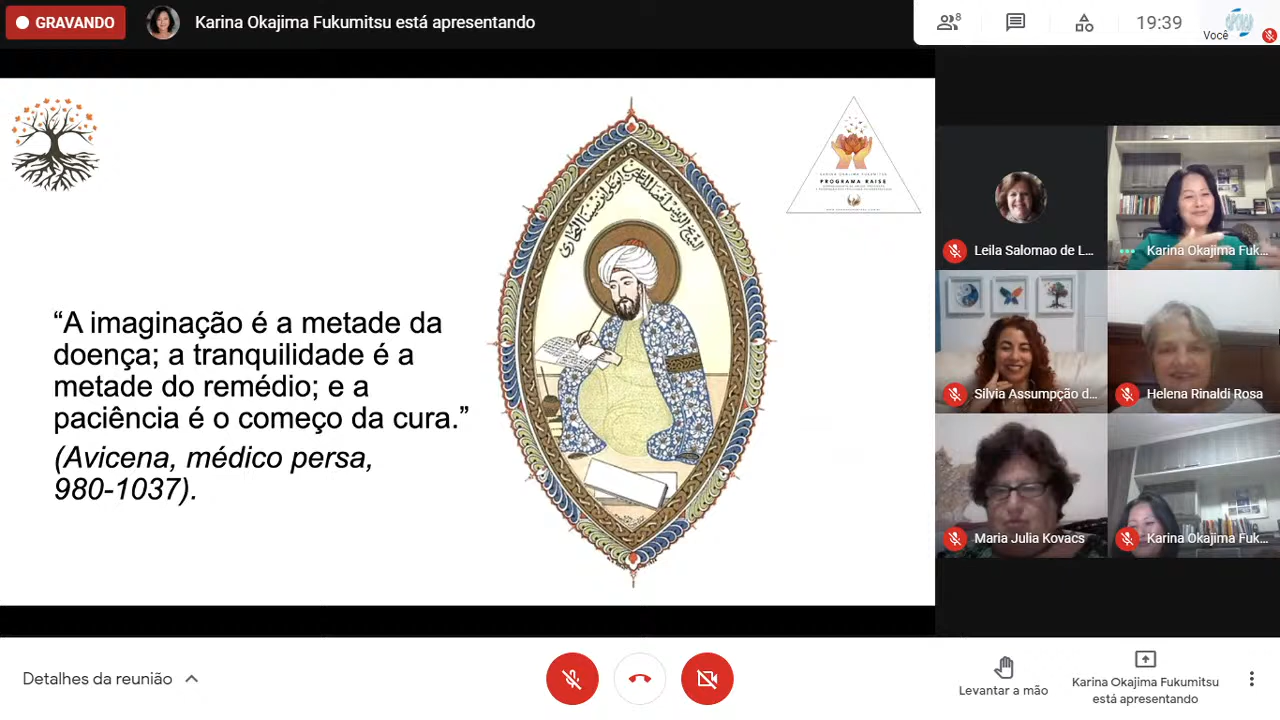 GRAVANDO
Karina Okajima Fukumitsu está apresentando
8
19:39
Você
PROGRAMA RAISE
“A imaginação é a metade da
doença; a tranquilidade é a
metade do remédio; e a
paciência é o começo da cura.”
(Avicena, médico persa,
980-1037).
Leila Salomao de L...
Karina Okajima Fuk...
Silvia Assumpção d...
Helena Rinaldi Rosa
Maria Julia Kovacs
Karina Okajima Fuk...
Detalhes da reunião
Levantar a mão
Karina Okajima Fukumitsu
está apresentando